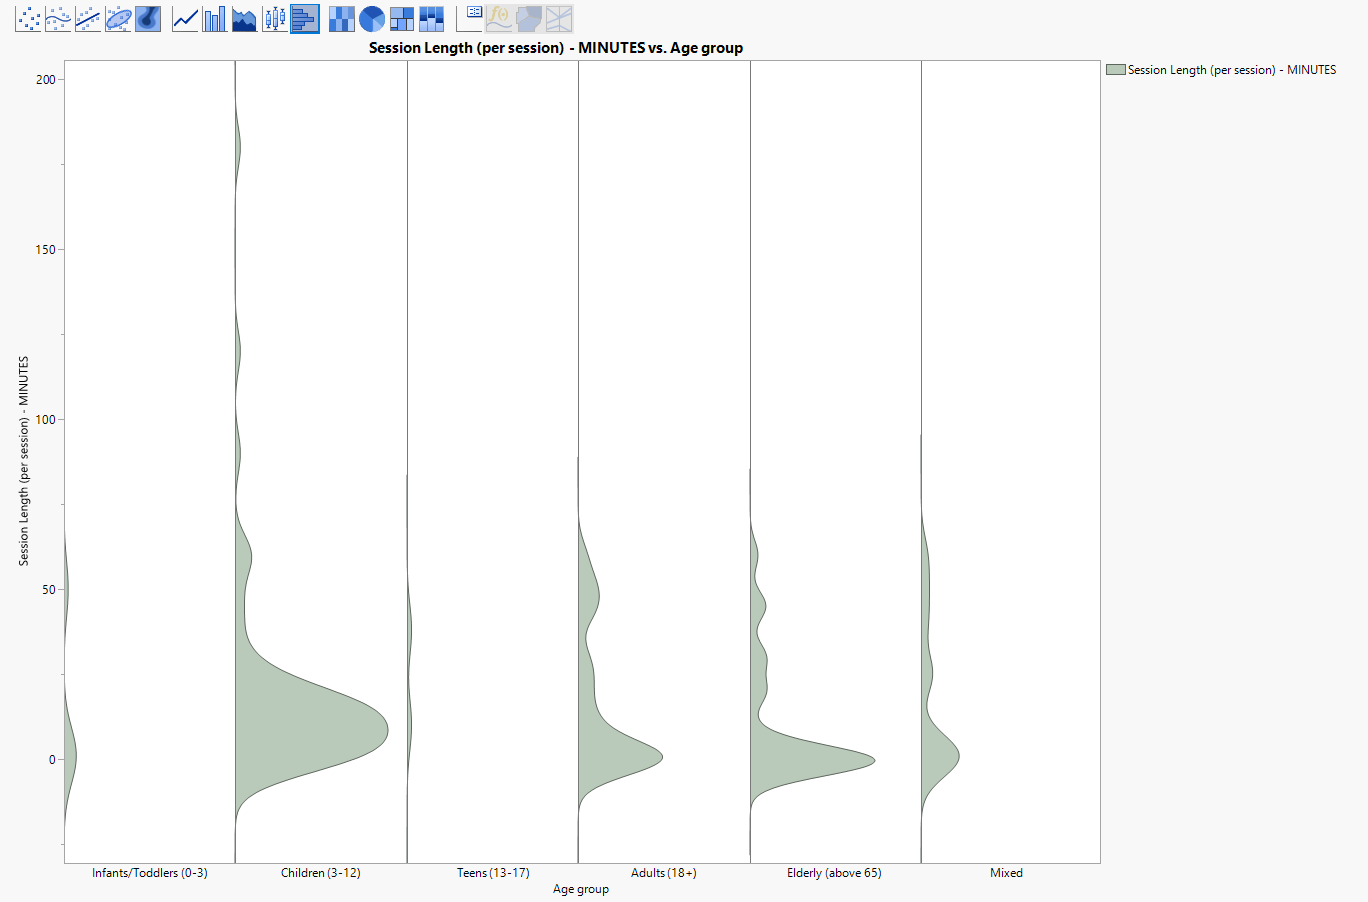 Session Length (per session) - MINUTES vs. Age group
Session Length (per session) - MINUTES
200
150
100
50
0
Session Length (per session) - MINUTES
Infants/Toddlers (0-3)
Children (3-12)
Teens (13-17)
Adults (18+)
Elderly (above 65)
Mixed
Age group